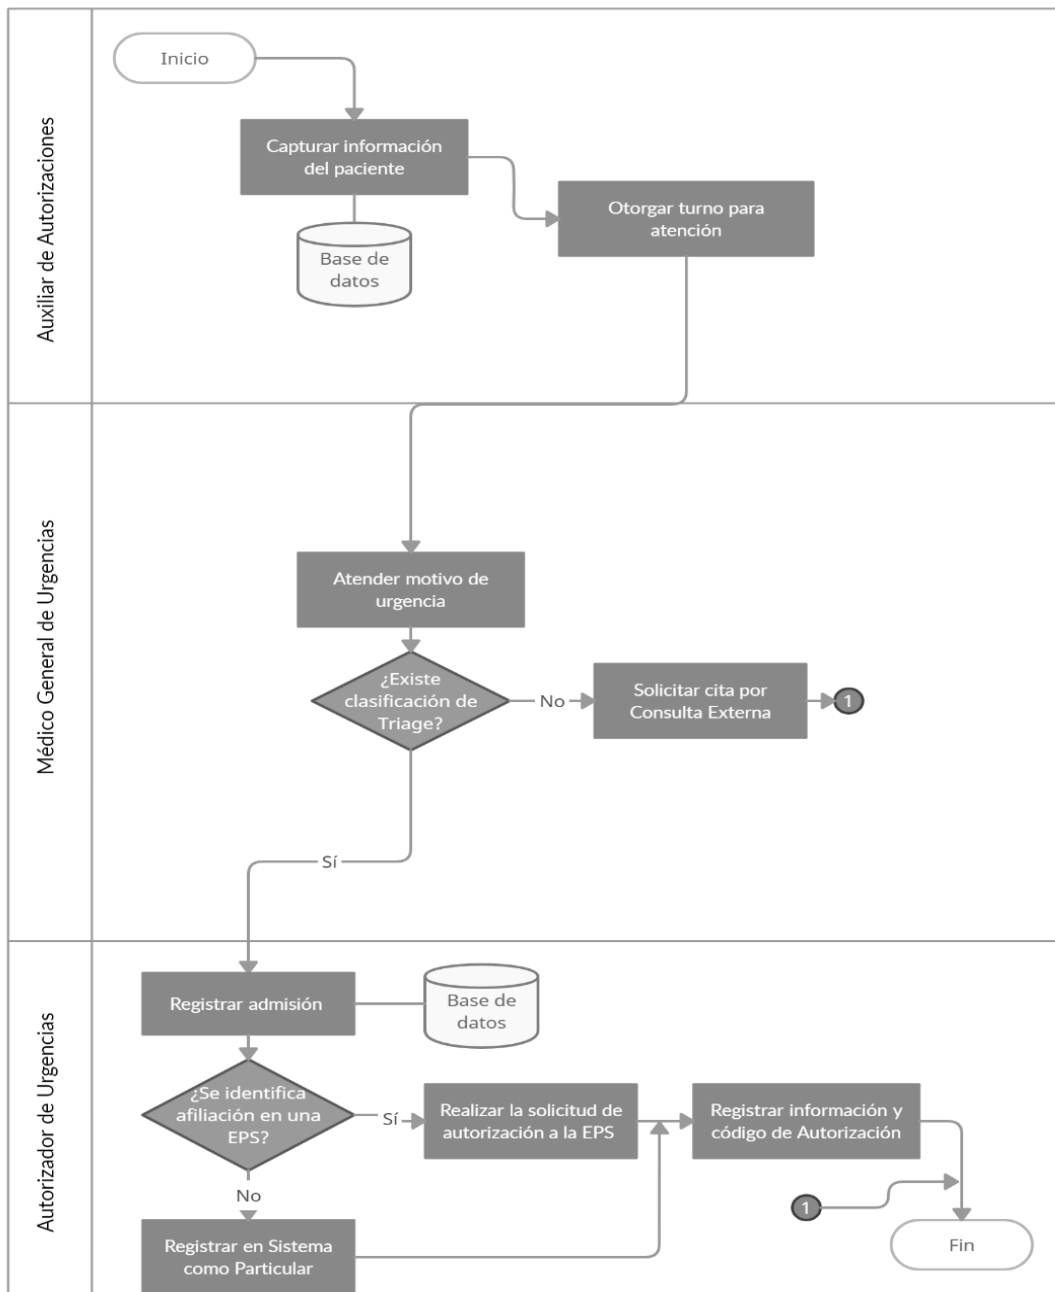 Auxiliar de Autorizaciones
Inicio
Capturar información
del paciente
Otorgar turno para
atención
Base de
datos
Médico General de Urgencias
Atender motivo de
urgencia
¿Existe
clasificación de
Triage?
No
Solicitar cita por
Consulta Externa
1
Sí
Autorizador de Urgencias
Registrar admisión
Base de
datos
¿Se identifica
afiliación en una
EPS?
Sí
Realizar la solicitud de
autorización a la EPS
Registrar información y
código de Autorización
No
1
Registrar en Sistema
como Particular
Fin